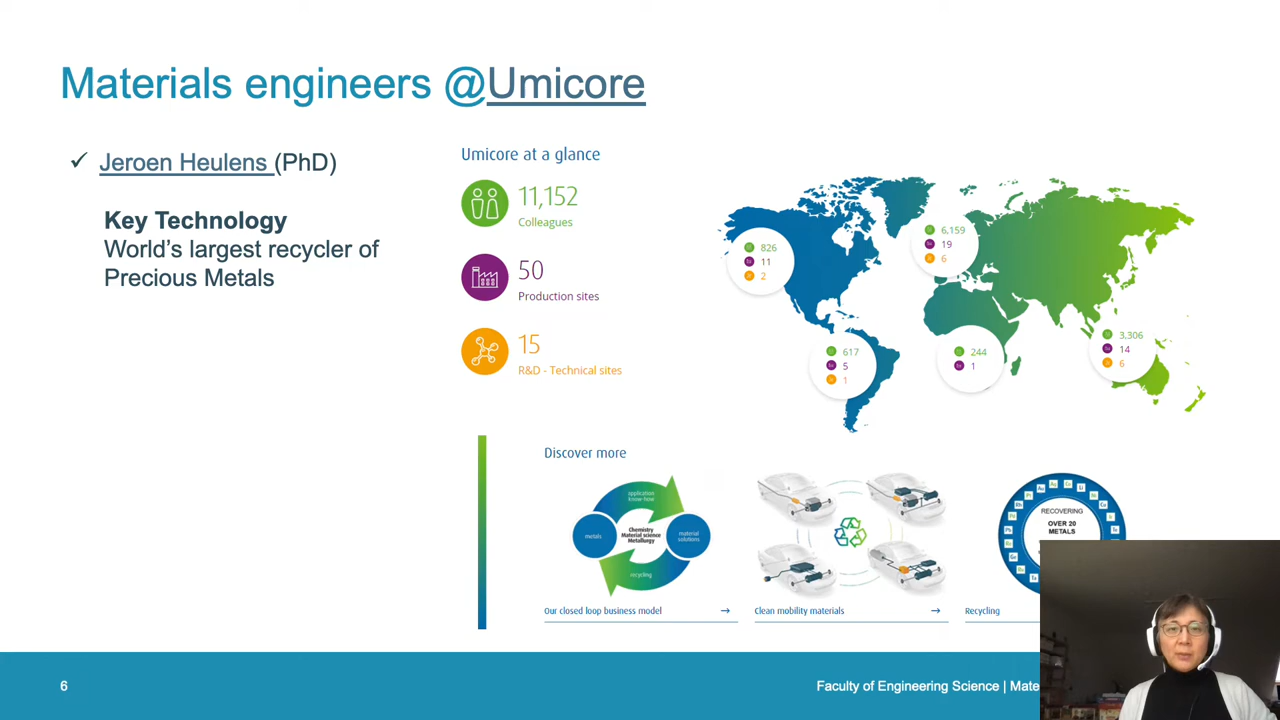 Materials engineers @Umicore
✓ Jeroen Heulens (PhD)
Key Technology
World's largest recycler of
Precious Metals
Umicore at a glance
11,152
Colleagues
50
Production sites
15
R&D - Technical sites
826
11
2
6,159
19
6
617
5
1
244
1
3,306
14
6
Discover more
application
know-how
metals
Chemistry
Material science
Metallurgy
material
solutions
recycling
RECOVERING
OVER 20
METALS
Our closed loop business model →
Clean mobility materials →
Recycling
6
Faculty of Engineering Science | Mate